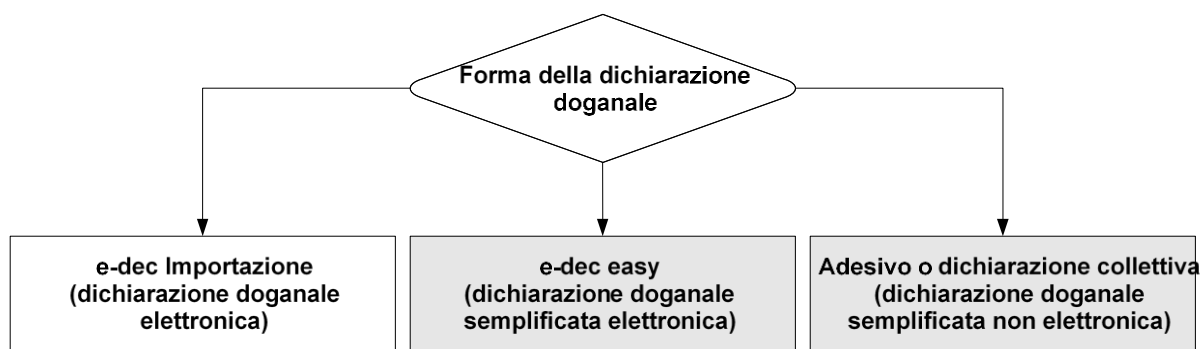 Forma della dichiarazione
doganale
e-dec Importazione
(dichiarazione doganale
elettronica)
e-dec easy
(dichiarazione doganale
semplificata elettronica)
Adesivo o dichiarazione collettiva
(dichiarazione doganale
semplificata non elettronica)